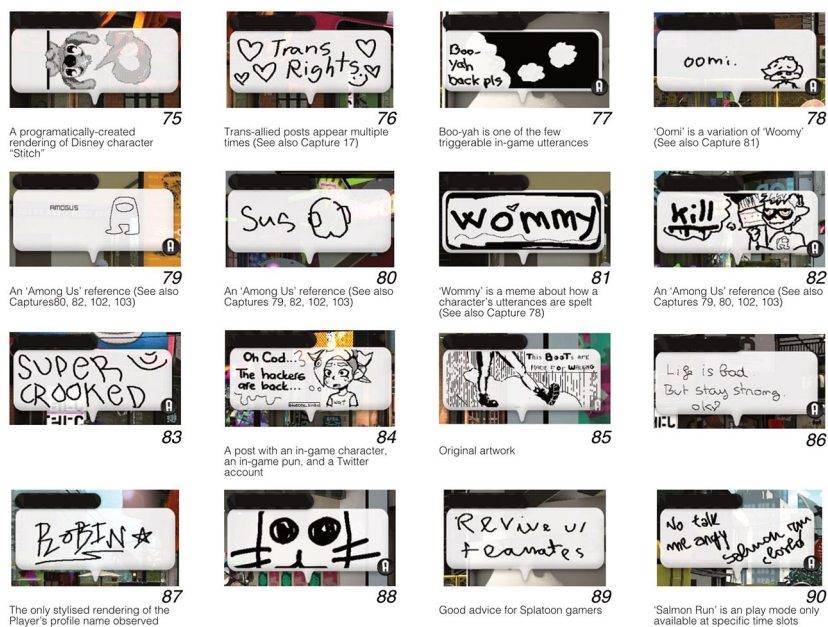 75
A programatically-created
rendering of Disney character
“Stitch”
Trans
Rights
76
Trans-allied posts appear multiple
times (See also Capture 17)
Boo-
yah
back pls
A
77
Boo-yah is one of the few
triggerable in-game utterances
oomi.
A
78
‘Oomi’ is a variation of ‘Woomy’
(See also Capture 81)
AMOGUS
A
79
An ‘Among Us’ reference (See also
Captures80, 82, 102, 103)
Sus
80
An ‘Among Us’ reference (See also
Captures 79, 82, 102, 103)
wommy
A
81
‘Wommy’ is a meme about how a
character’s utterances are spelt
(See also Capture 78)
kill
A
82
An ‘Among Us’ reference (See also
Captures 79, 80, 102, 103)
SUPER
CROOKED
A
83
Oh Cod...
The hackers
are back...
84
A post with an in-game character,
an in-game pun, and a Twitter
account
THIS BOOTS ARE
MADE FOR WALKING
A
85
Original artwork
Life is bad.
But stay strong.
ok
A
86
ROBIN
87
The only stylised rendering of the
Player’s profile name observed
A
88
Revive ur
teamates
89
Good advice for Splatoon gamers
No talk
me angy
salmon run
closed
A
90
‘Salmon Run’ is an play mode only
available at specific time slots